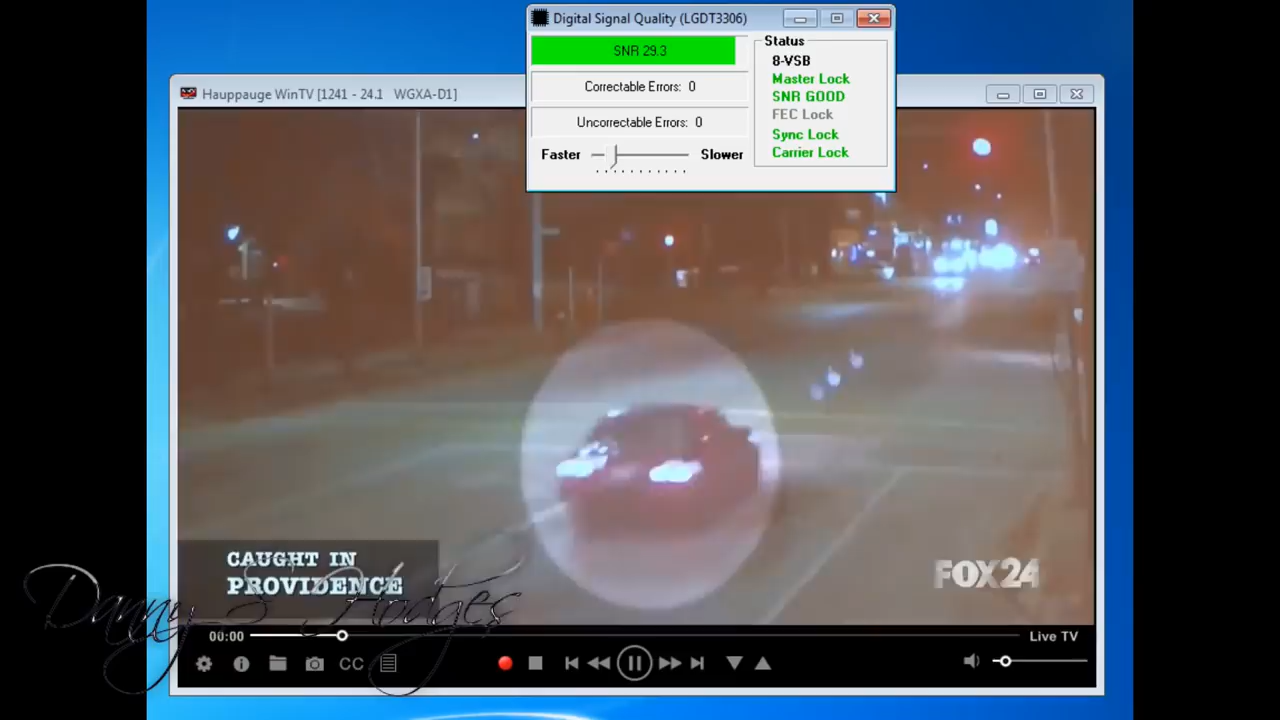 Digital Signal Quality (LGDT3306)
SNR 29.3
Correctable Errors: 0
Uncorrectable Errors: 0
Faster
Slower
Status
8-VSB
Master Lock
SNR GOOD
FEC Lock
Sync Lock
Carrier Lock
Hauppauge WinTV [1241 - 24.1 WGXA-D1]
CAUGHT IN
PROVIDENCE
FOX24
Danny S Hodges
00:00
Live TV
CC